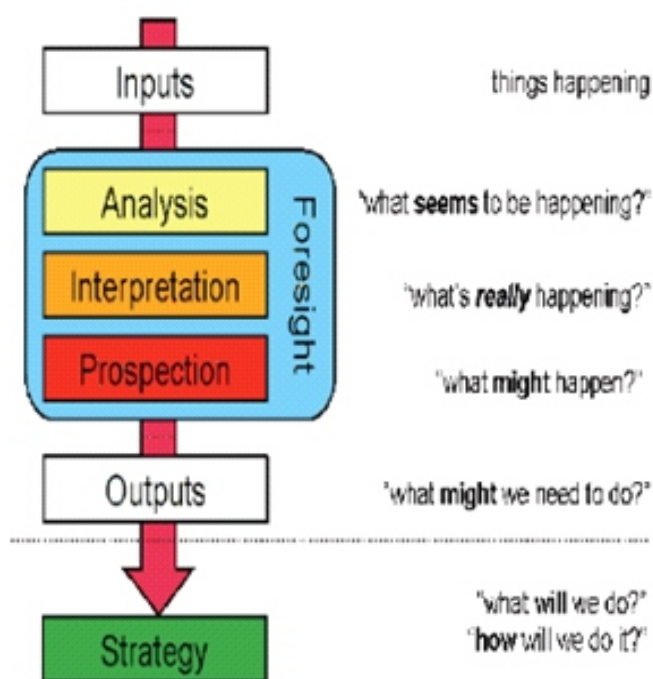 Inputs
things happening
Analysis
"what seems to be happening?"
Interpretation
"what's really happening?"
Prospection
"what might happen?"
Foresight
Outputs
"what might we need to do?"
Strategy
"what will we do?"
"how will we do it?"